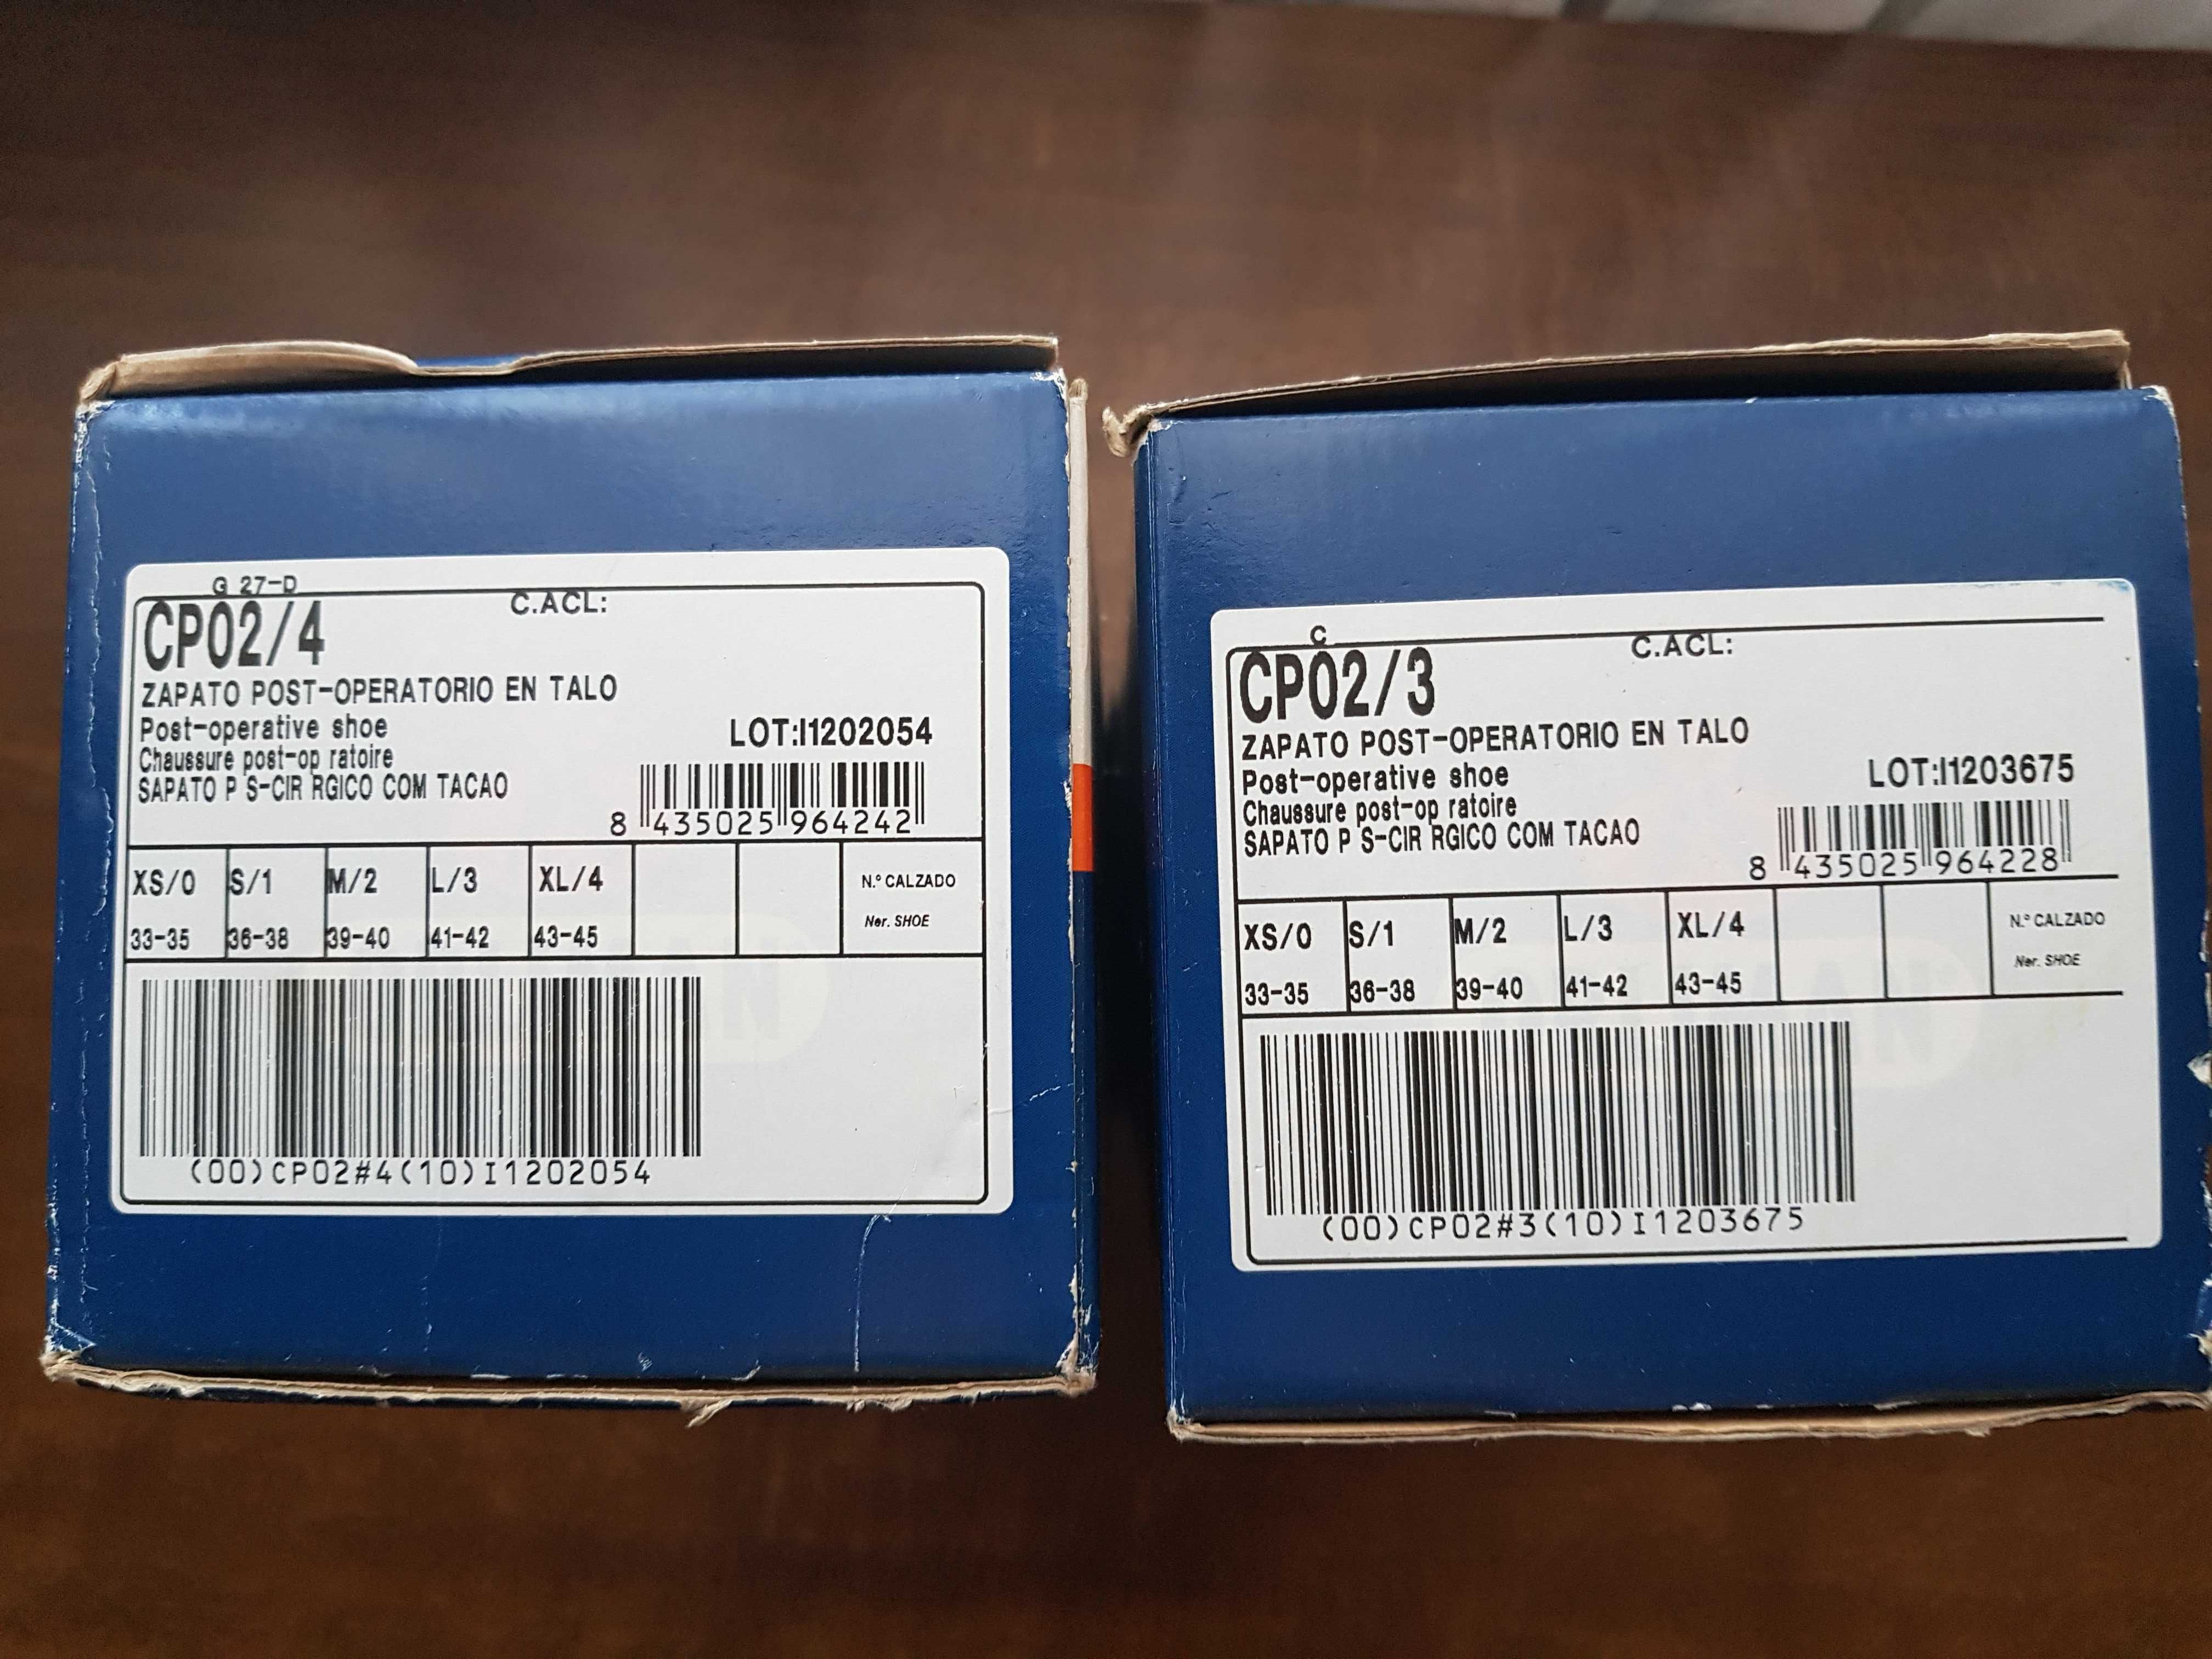 G 27-D
CP02/4
C.ACL:
ZAPATO POST-OPERATORIO EN TALO
Post-operative shoe
LOT:I1202054
Chaussure post-op ratoire
SAPATO P S-CIR RGICO COM TACAO
8 435025 964242
XS/0 S/1 M/2 L/3 XL/4 N.º CALZADO
33-35 36-38 39-40 41-42 43-45 Ner. SHOE
(00)CP02#4(10)I1202054
C
CP02/3
C.ACL:
ZAPATO POST-OPERATORIO EN TALO
Post-operative shoe
LOT:I1203675
Chaussure post-op ratoire
SAPATO P S-CIR RGICO COM TACAO
8 435025 964228
XS/0 S/1 M/2 L/3 XL/4 N.º CALZADO
33-35 36-38 39-40 41-42 43-45 Ner. SHOE
(00)CP02#3(10)I1203675